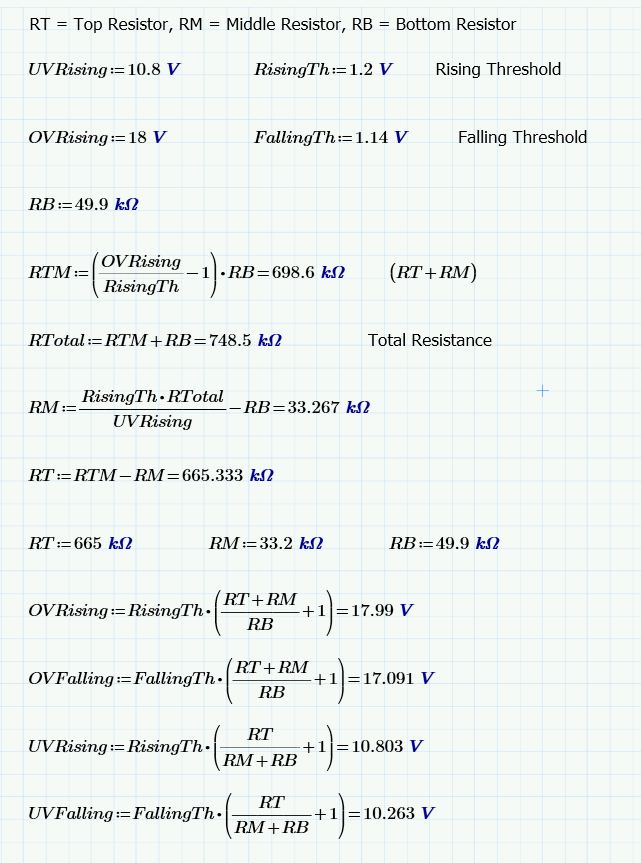 RT = Top Resistor, RM = Middle Resistor, RB = Bottom Resistor
UVRising:=10.8 V RisingTh:=1.2 V Rising Threshold
OVRising:=18 V FallingTh:=1.14 V Falling Threshold
RB:=49.9 kΩ
RTM:=(OVRising/RisingTh−1)·RB=698.6 kΩ (RT+RM)
RTotal:=RTM+RB=748.5 kΩ Total Resistance
RM:=RisingTh·RTotal/UVRising−RB=33.267 kΩ
RT:=RTM−RM=665.333 kΩ
RT:=665 kΩ RM:=33.2 kΩ RB:=49.9 kΩ
OVRising:=RisingTh·(RT+RM/RB+1)=17.99 V
OVFalling:=FallingTh·(RT+RM/RB+1)=17.091 V
UVRising:=RisingTh·(RT/RM+RB+1)=10.803 V
UVFalling:=FallingTh·(RT/RM+RB+1)=10.263 V